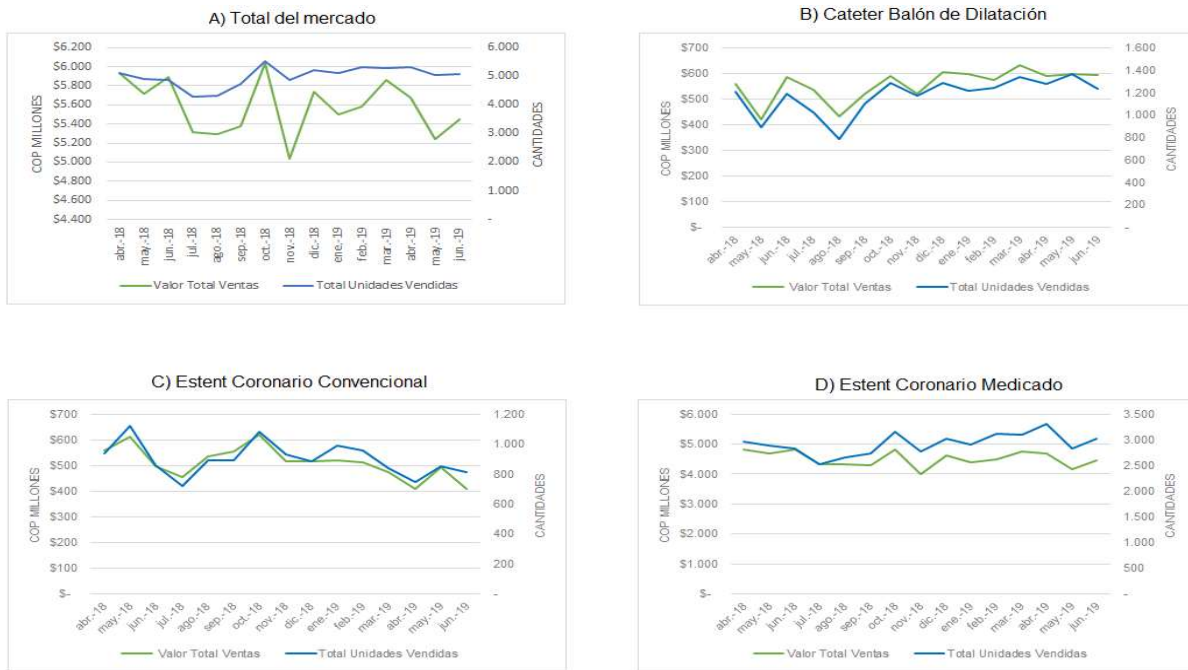 A) Total del mercado
$6.200
$6.000
$5.800
$5.600
$5.400
$5.200
$5.000
$4.800
$4.600
$4.400
COP MILLONES
6.000
5.000
4.000
3.000
2.000
1.000
-
CANTIDADES
abr.-18
may.-18
jun.-18
jul.-18
ago.-18
sep.-18
oct.-18
nov.-18
dic.-18
ene.-19
feb.-19
mar.-19
abr.-19
may.-19
jun.-19
Valor Total Ventas Total Unidades Vendidas
B) Cateter Balón de Dilatación
$700
$600
$500
$400
$300
$200
$100
$-
COP MILLONES
1.600
1.400
1.200
1.000
800
600
400
200
-
CANTIDADES
abr.-18
may.-18
jun.-18
jul.-18
ago.-18
sep.-18
oct.-18
nov.-18
dic.-18
ene.-19
feb.-19
mar.-19
abr.-19
may.-19
jun.-19
Valor Total Ventas Total Unidades Vendidas
C) Estent Coronario Convencional
$700
$600
$500
$400
$300
$200
$100
$-
COP MILLONES
1.200
1.000
800
600
400
200
-
CANTIDADES
abr.-18
may.-18
jun.-18
jul.-18
ago.-18
sep.-18
oct.-18
nov.-18
dic.-18
ene.-19
feb.-19
mar.-19
abr.-19
may.-19
jun.-19
Valor Total Ventas Total Unidades Vendidas
D) Estent Coronario Medicado
$6.000
$5.000
$4.000
$3.000
$2.000
$1.000
$-
COP MILLONES
3.500
3.000
2.500
2.000
1.500
1.000
500
-
CANTIDADES
abr.-18
may.-18
jun.-18
jul.-18
ago.-18
sep.-18
oct.-18
nov.-18
dic.-18
ene.-19
feb.-19
mar.-19
abr.-19
may.-19
jun.-19
Valor Total Ventas Total Unidades Vendidas